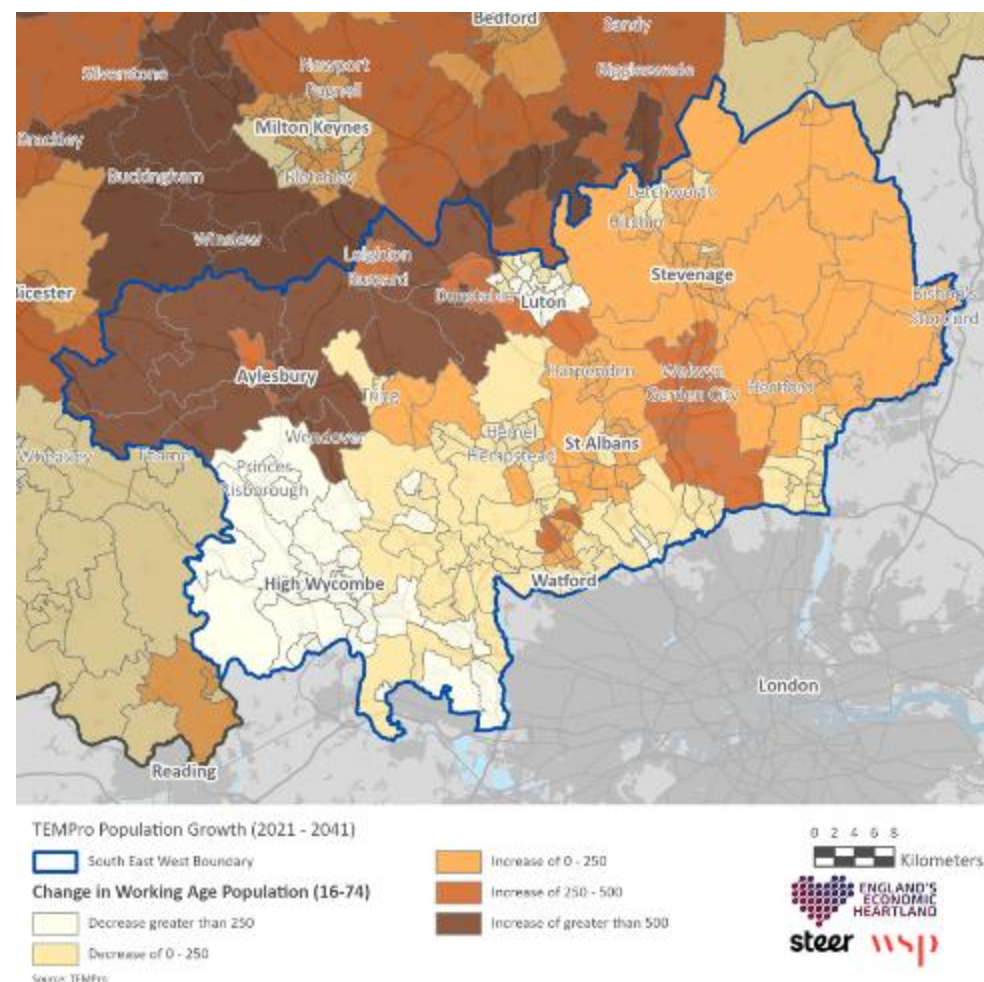 Bedford
Sandy
Silverstone
Newport
Pagnell
Biggleswade
Brackley
Milton Keynes
Buckingham
Bletchley
Letchworth
Hitchin
Winslow
Leighton
Buzzard
Stevenage
Bicester
Dunstable
Luton
Bishop's
Stortford
Aylesbury
Tring
Harpenden
Welwyn
Garden City
Hertford
Wendover
Hemel
Hempstead
St Albans
Wheatley
Thame
Princes
Risborough
High Wycombe
Watford
London
Reading
TEMPro Population Growth (2021 - 2041)
South East West Boundary
Change in Working Age Population (16-74)
Decrease greater than 250
Decrease of 0 - 250
Source: TEMPro
Increase of 0 - 250
Increase of 250 - 500
Increase of greater than 500
0 2 4 6 8
Kilometers
ENGLAND'S
ECONOMIC
HEARTLAND
steer wsp